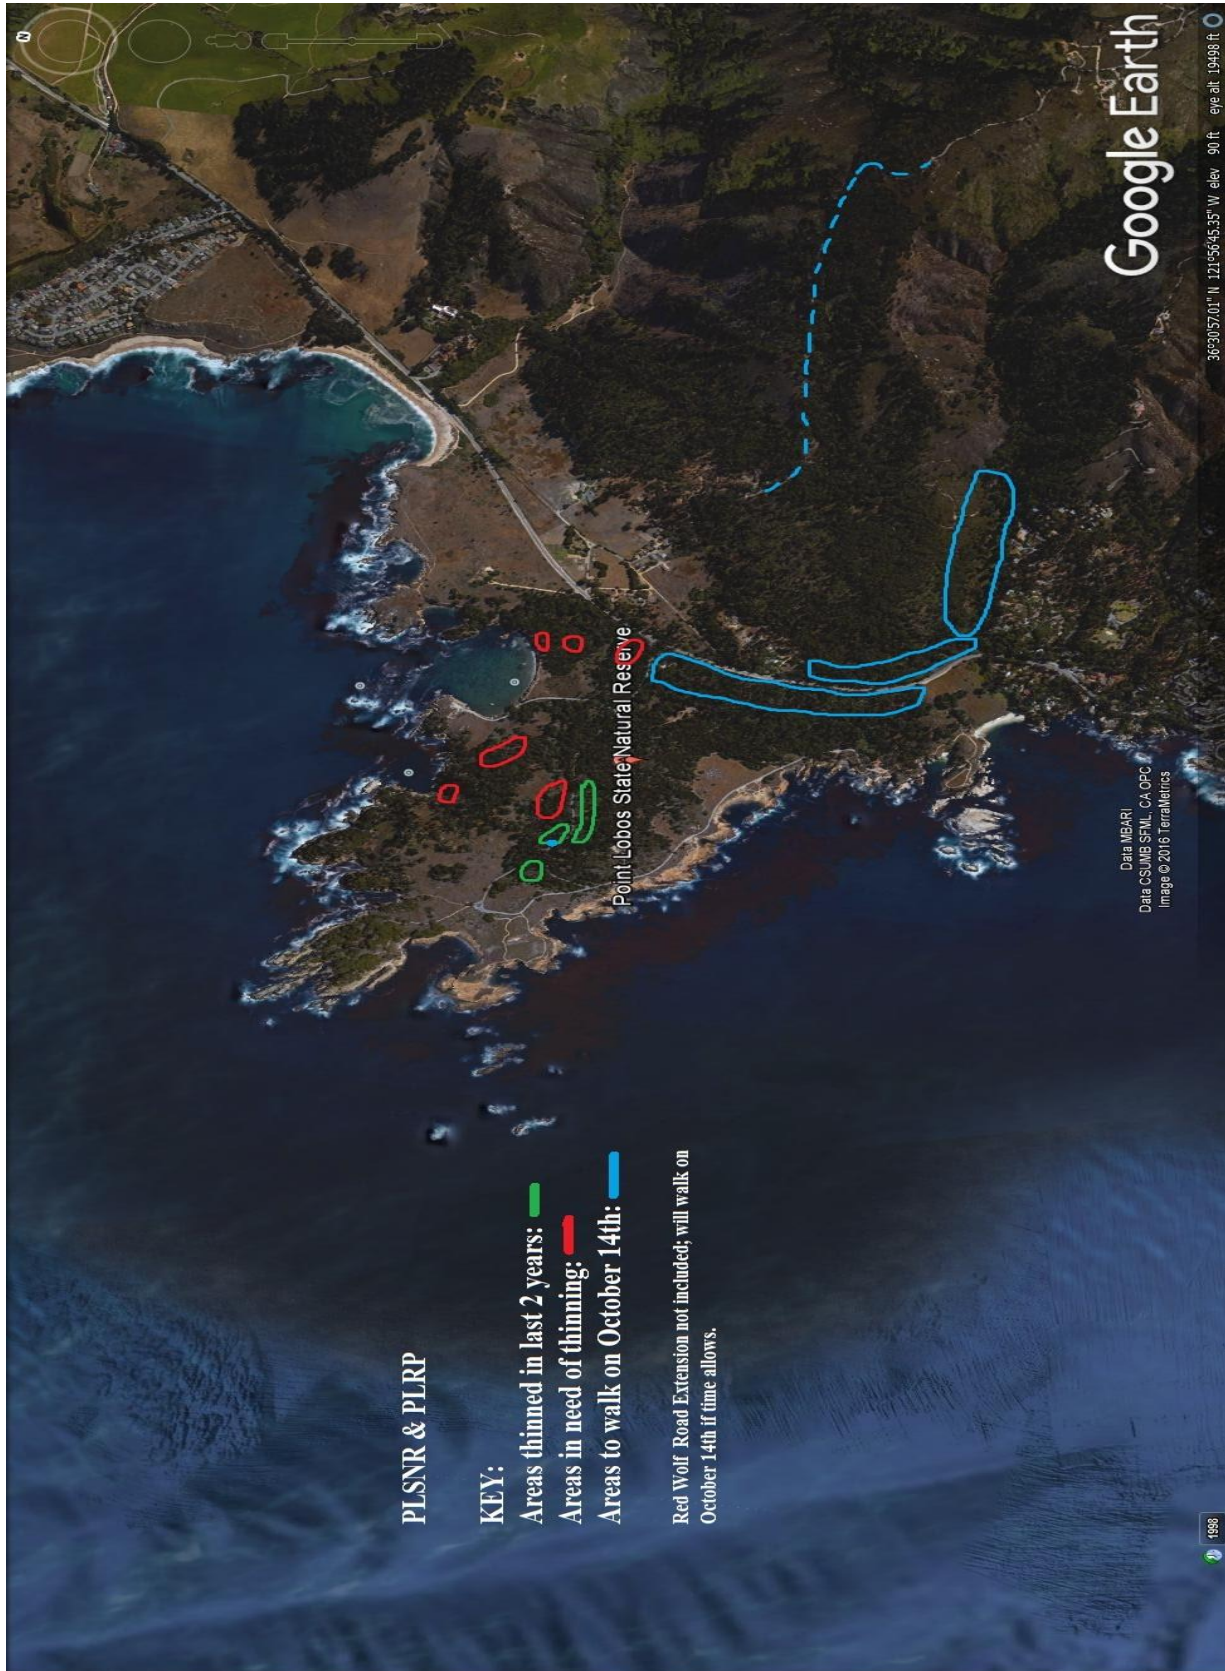 PLSNR & PLRP
KEY:
Areas thinned in last 2 years:
Areas in need of thinning:
Areas to walk on October 14th:
Red Wolf Road Extension not included; will walk on
October 14th if time allows.
Point Lobos State Natural Reserve
N
Data MBARI
Data CSUMB SFML, CA OPC
Image © 2016 TerraMetrics
Google Earth
1998
36°30'57.01" N 121°56'45.35" W elev 90 ft eye alt 19498 ft